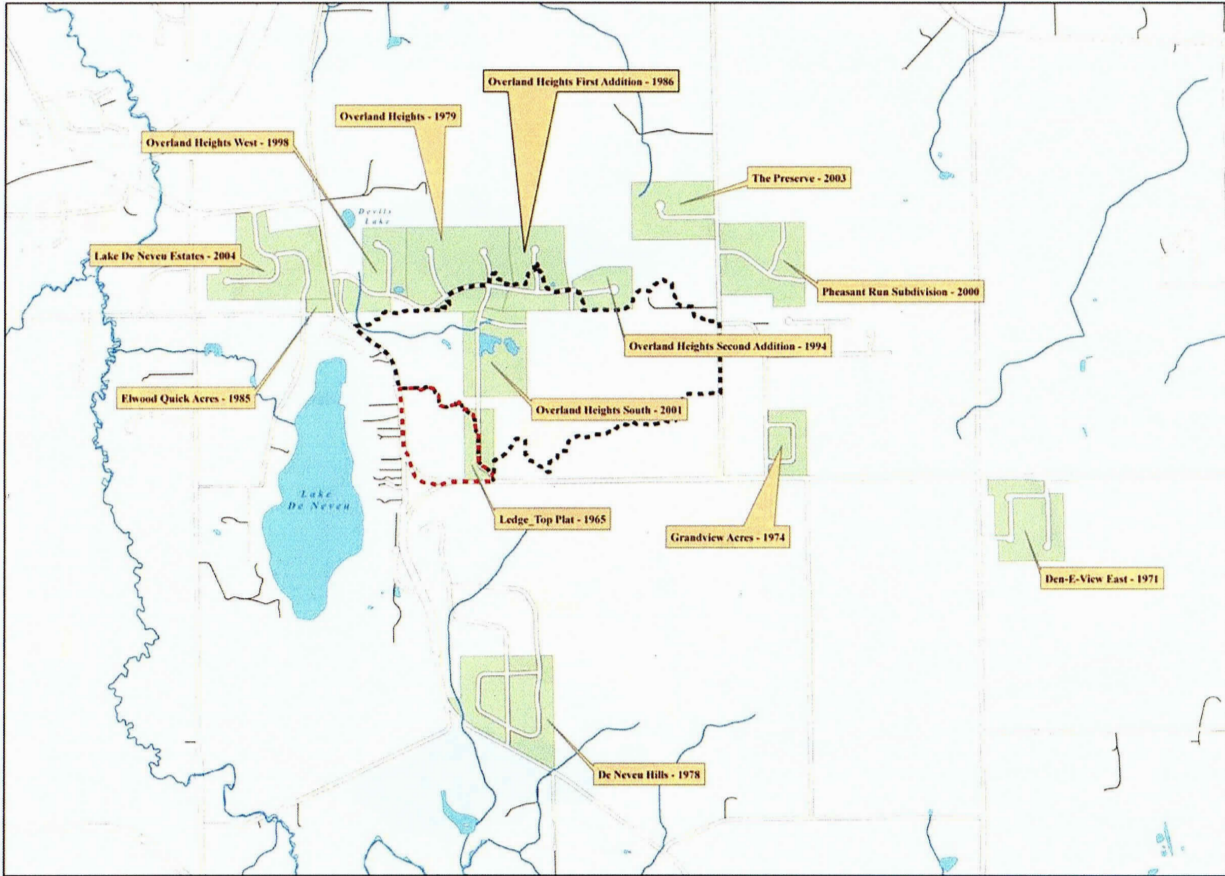 Overland Heights First Addition - 1986
Overland Heights - 1979
Overland Heights West - 1998
The Preserve - 2003
Devils
Lake
Lake De Neveu Estates - 2004
Pheasant Run Subdivision - 2000
Overland Heights Second Addition - 1994
Elwood Quick Acres - 1985
Overland Heights South - 2001
Lake
De Neveu
Ledge_Top Plat - 1965
Grandview Acres - 1974
Den-E-View East - 1971
De Neveu Hills - 1978